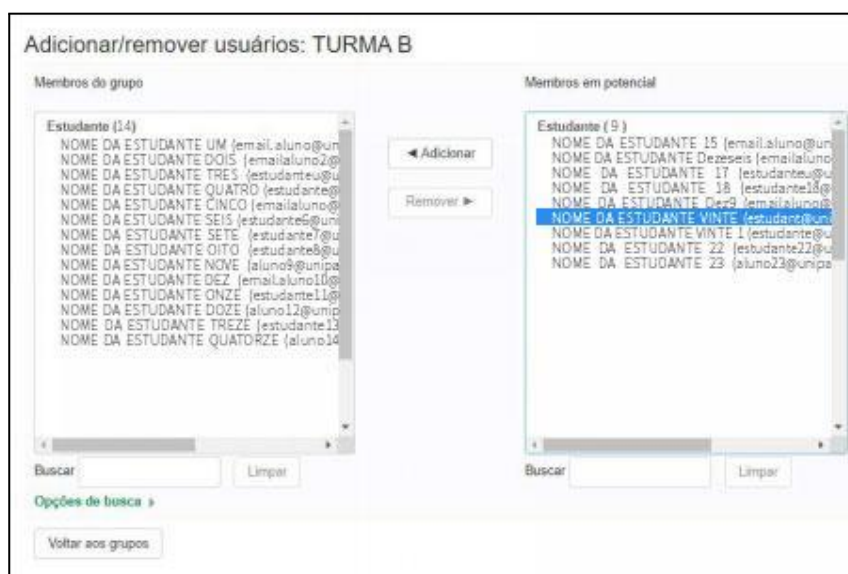 Adicionar/remover usuários: TURMA B
Membros do grupo
Estudante (14)
NOME DA ESTUDANTE UM (email.aluno@un
NOME DA ESTUDANTE DOIS (emailaluno2@
NOME DA ESTUDANTE TRES (estudanteu@u
NOME DA ESTUDANTE QUATRO (estudante@
NOME DA ESTUDANTE CINCO (emailaluno@
NOME DA ESTUDANTE SEIS (estudante6@uni
NOME DA ESTUDANTE SETE (estudante7@u
NOME DA ESTUDANTE OITO (estudante8@u
NOME DA ESTUDANTE NOVE (aluno9@unipa
NOME DA ESTUDANTE DEZ (email.aluno10@
NOME DA ESTUDANTE ONZE (estudante11@
NOME DA ESTUDANTE DOZE (aluno12@unip
NOME DA ESTUDANTE TREZE (estudante13
NOME DA ESTUDANTE QUATORZE (aluno14
Buscar
Limpar
Opções de busca
Voltar aos grupos
◄ Adicionar
Remover ►
Membros em potencial
Estudante (9)
NOME DA ESTUDANTE 15 (email.aluno@un
NOME DA ESTUDANTE Dezeseis (emailaluno
NOME DA ESTUDANTE 17 (estudanteu@u
NOME DA ESTUDANTE 18 (estudante18@
NOME DA ESTUDANTE Dez9 (emailaluno@
NOME DA ESTUDANTE VINTE (estudant@uni
NOME DA ESTUDANTE VINTE 1 (estudante@u
NOME DA ESTUDANTE 22 (estudante22@u
NOME DA ESTUDANTE 23 (aluno23@unipa
Buscar
Limpar